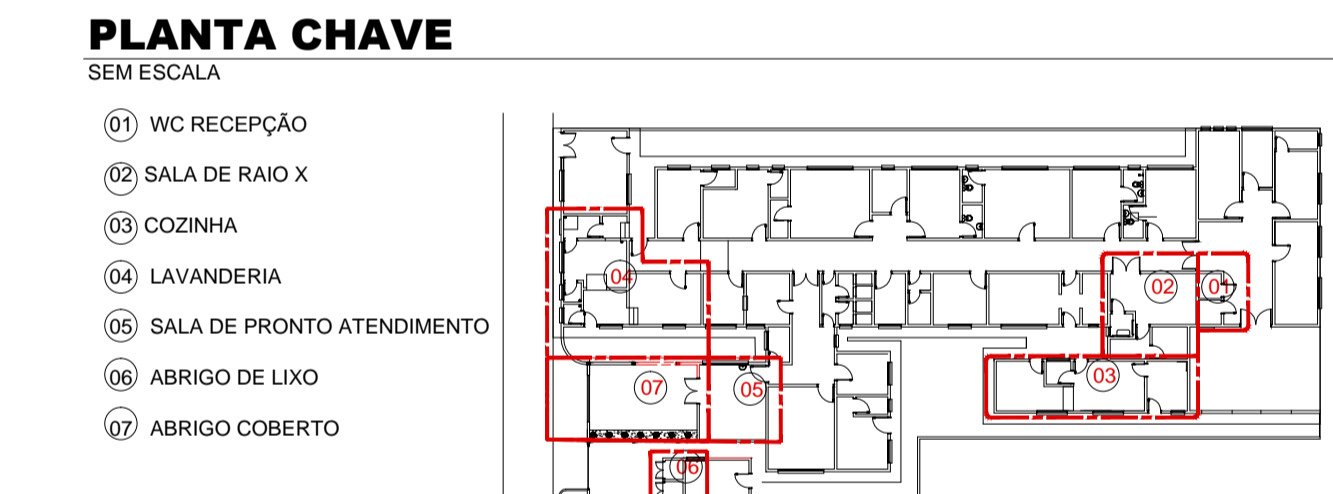 PLANTA CHAVE
SEM ESCALA
01 WC RECEPÇÃO
02 SALA DE RAIO X
03 COZINHA
04 LAVANDERIA
05 SALA DE PRONTO ATENDIMENTO
06 ABRIGO DE LIXO
07 ABRIGO COBERTO
04
02
01
03
07
05
06